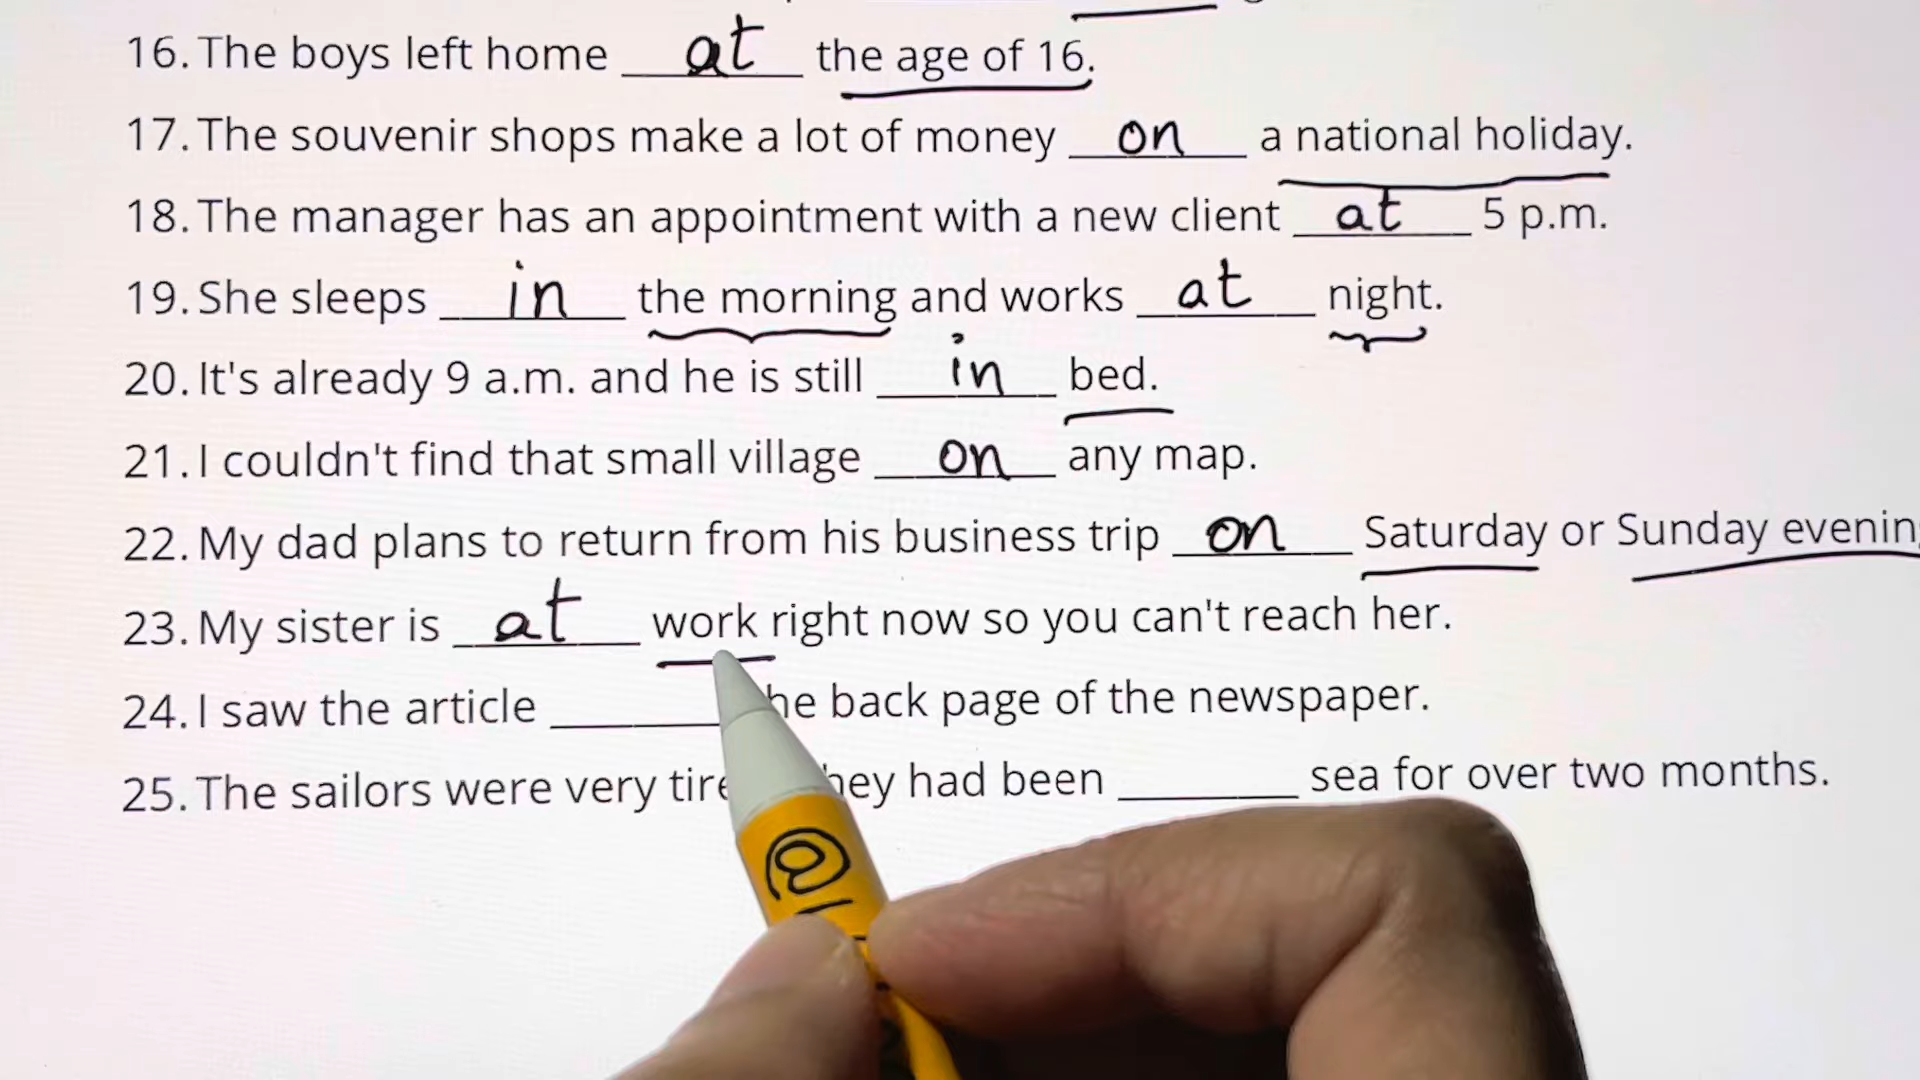 16. The boys left home at the age of 16.
17. The souvenir shops make a lot of money on a national holiday.
18. The manager has an appointment with a new client at 5 p.m.
19. She sleeps in the morning and works at night.
20. It's already 9 a.m. and he is still in bed.
21. I couldn't find that small village on any map.
22. My dad plans to return from his business trip on Saturday or Sunday evenin
23. My sister is at work right now so you can't reach her.
24. I saw the article ______ he back page of the newspaper.
25. The sailors were very tire hey had been ______ sea for over two months.
@